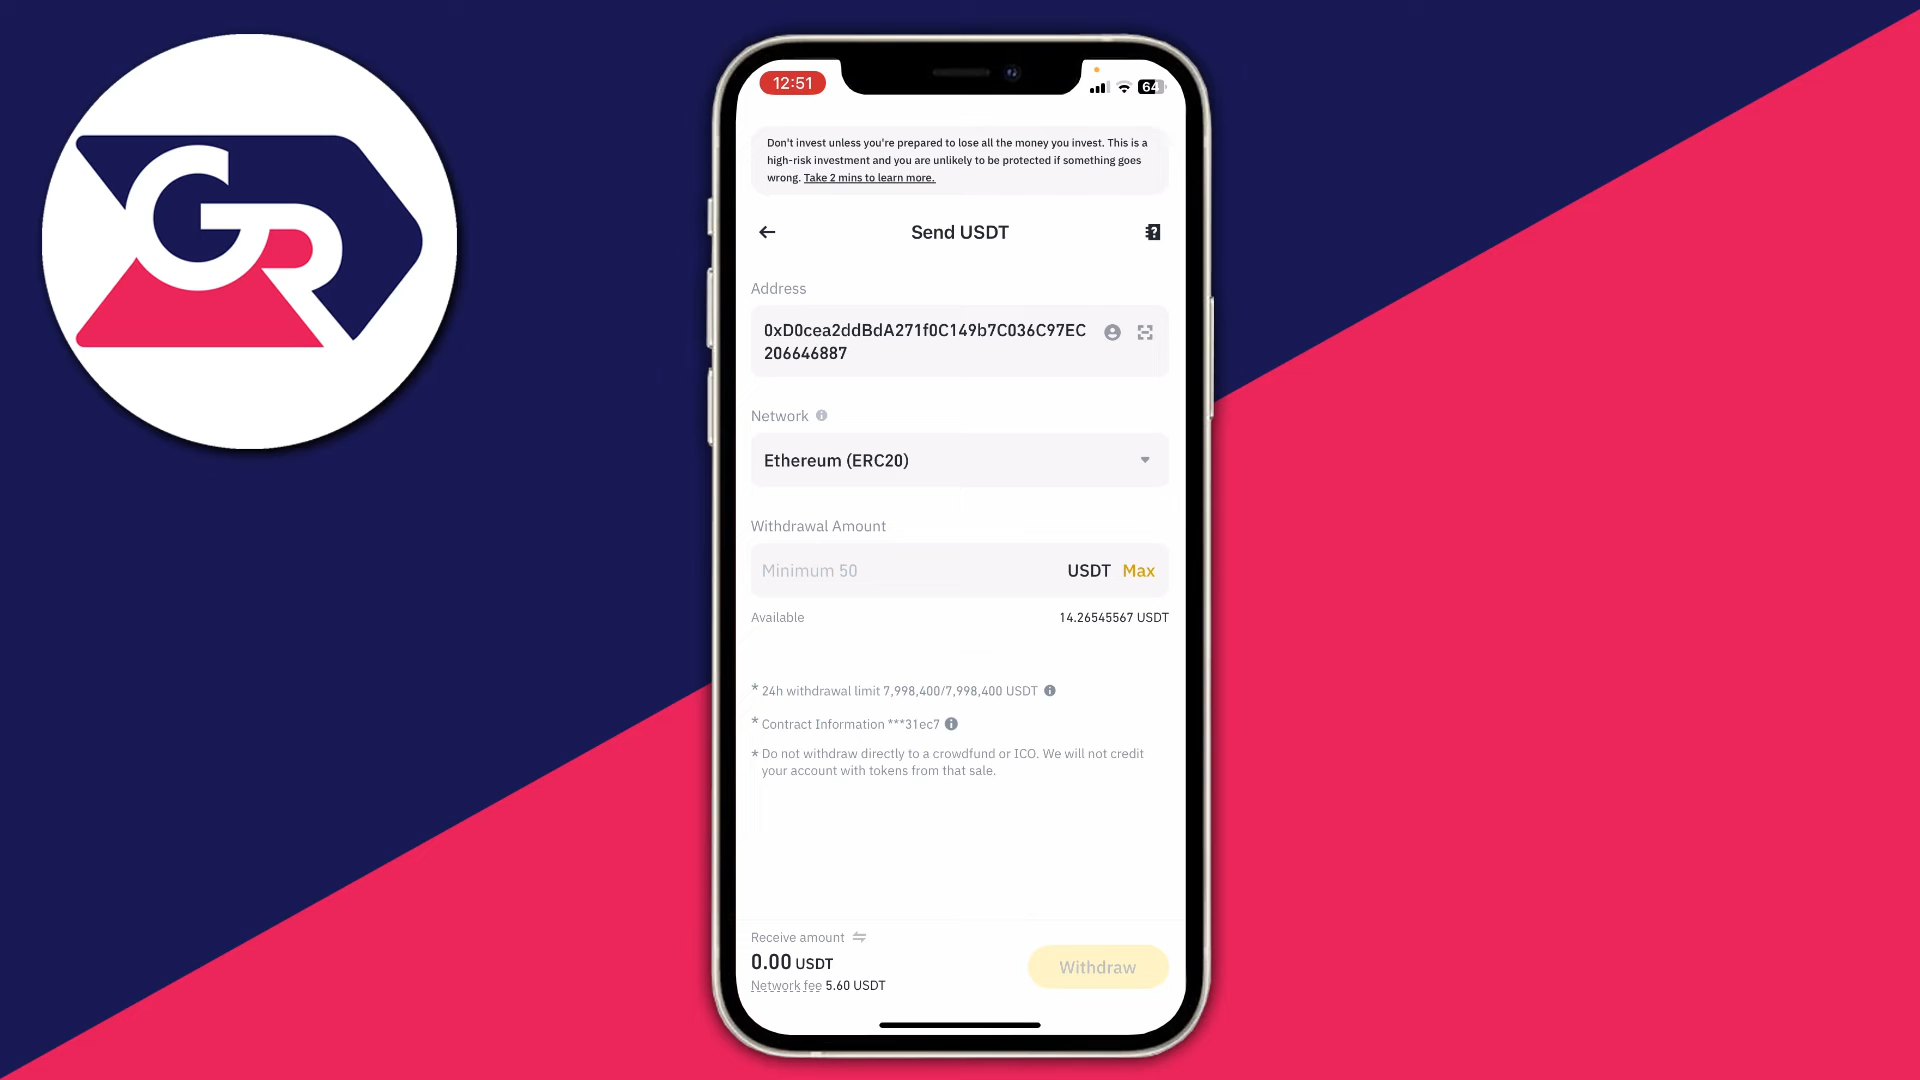 GR
12:51
64
Don't invest unless you're prepared to lose all the money you invest. This is a
high-risk investment and you are unlikely to be protected if something goes
wrong. Take 2 mins to learn more.
Send USDT
Address
0xD0cea2ddBdA271f0C149b7C036C97EC
206646887
Network
Ethereum (ERC20)
Withdrawal Amount
Minimum 50 USDT Max
Available 14.26545567 USDT
* 24h withdrawal limit 7,998,400/7,998,400 USDT
* Contract Information ***31ec7
* Do not withdraw directly to a crowdfund or ICO. We will not credit
your account with tokens from that sale.
Receive amount
0.00 USDT
Network fee 5.60 USDT
Withdraw